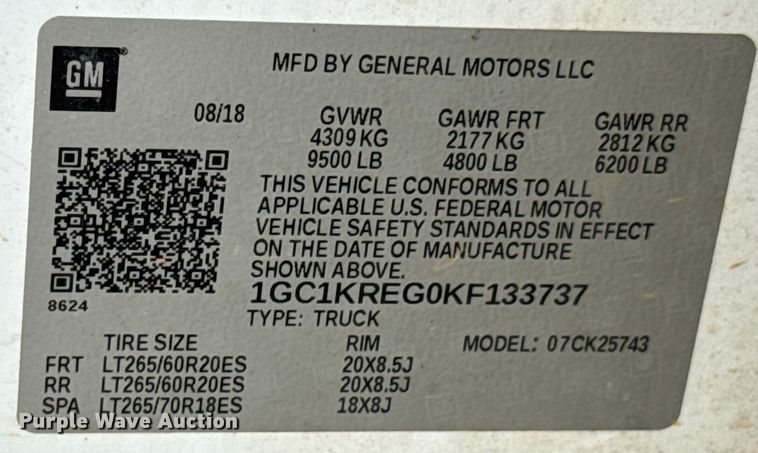 GM
MFD BY GENERAL MOTORS LLC
08/18 GVWR GAWR FRT GAWR RR
4309 KG 2177 KG 2812 KG
9500 LB 4800 LB 6200 LB
THIS VEHICLE CONFORMS TO ALL
APPLICABLE U.S. FEDERAL MOTOR
VEHICLE SAFETY STANDARDS IN EFFECT
ON THE DATE OF MANUFACTURE
SHOWN ABOVE.
8624
1GC1KREG0KF133737
TYPE: TRUCK
TIRE SIZE RIM MODEL: 07CK25743
FRT LT265/60R20ES 20X8.5J
RR LT265/60R20ES 20X8.5J
SPA LT265/70R18ES 18X8J
Purple Wave Auction